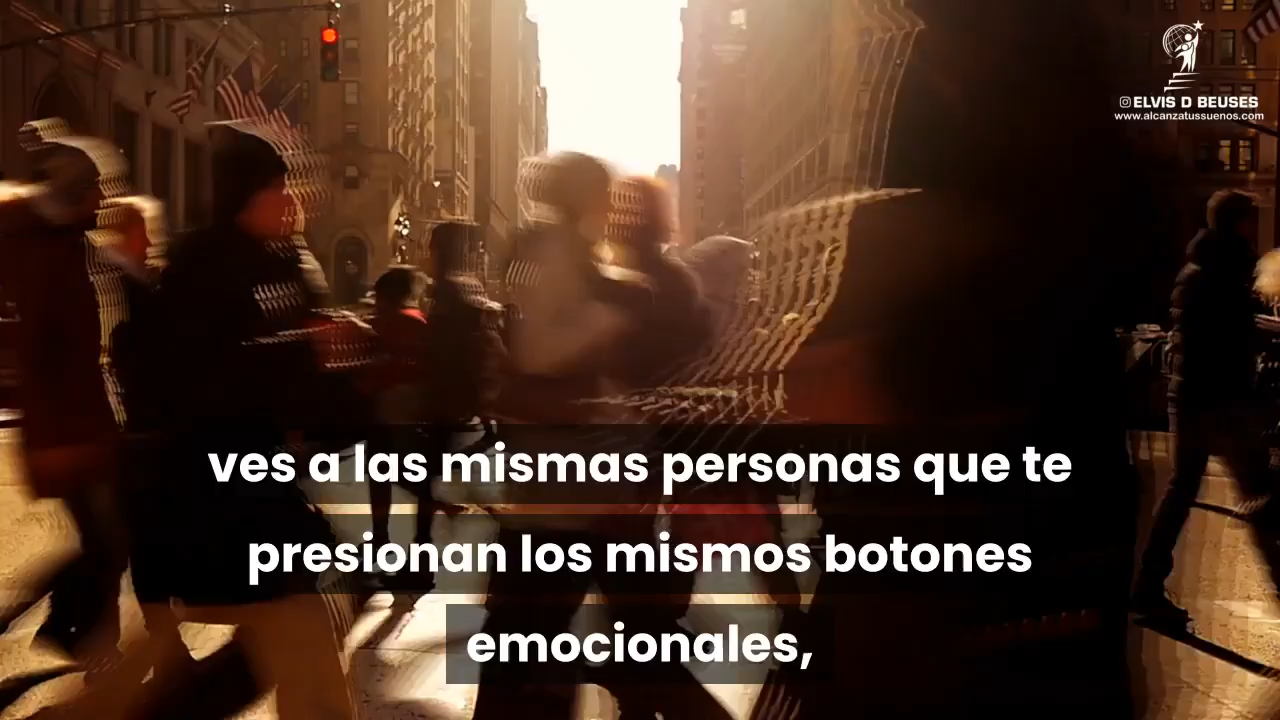 ELVIS D BEUSES
www.alcanzatussuenos.com
ves a las mismas personas que te
presionan los mismos botones
emocionales,